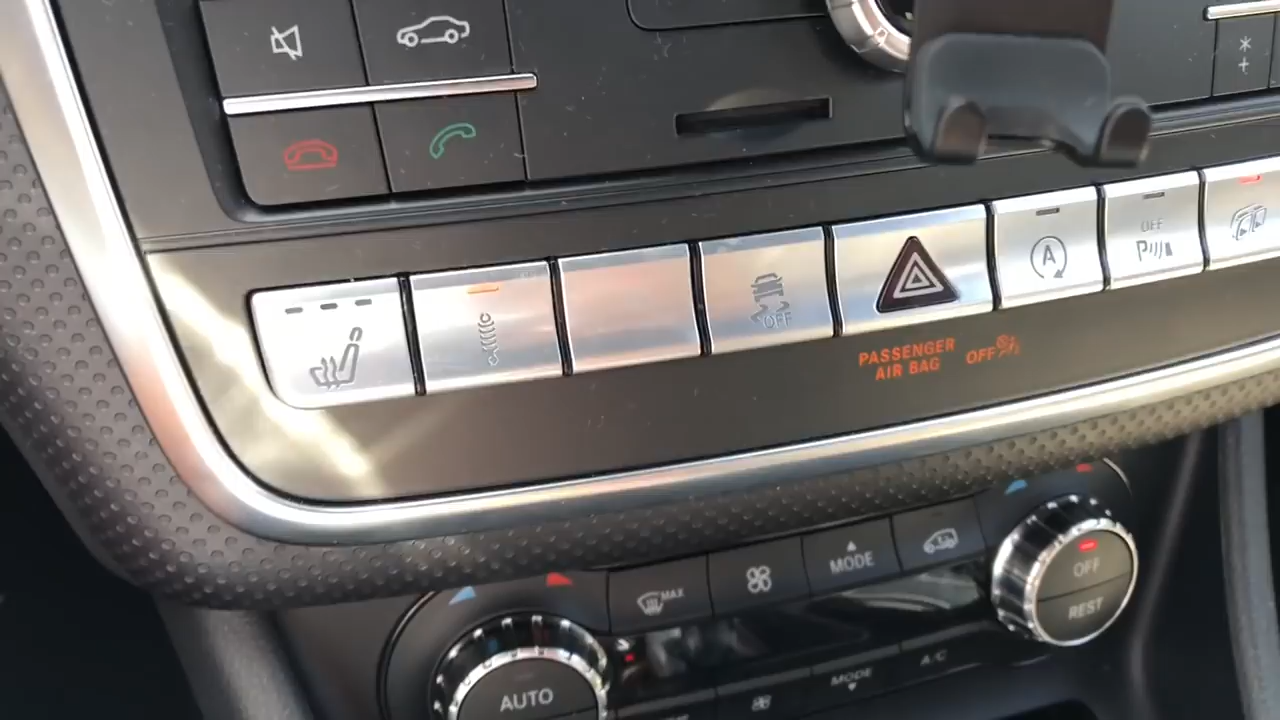 A
OFF
P
OFF
PASSENGER
AIR BAG
OFF
MAX
MODE
OFF
REST
AUTO
MODE
A/C